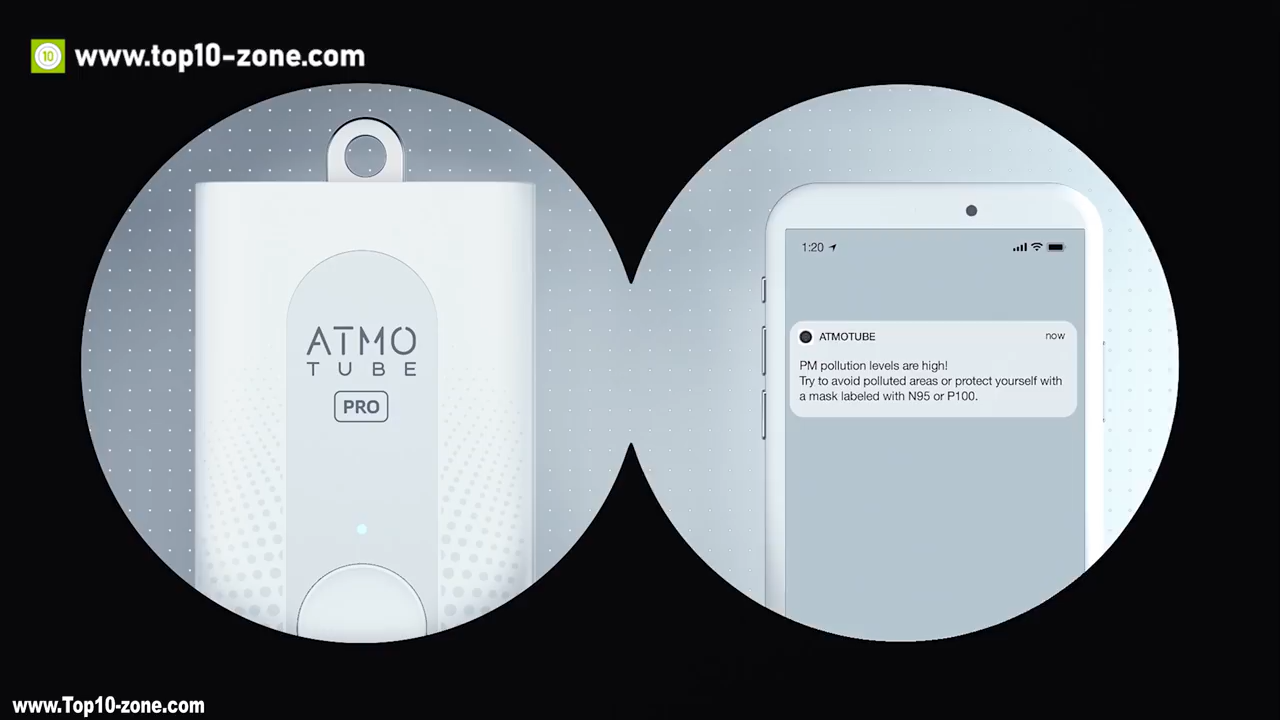 10 www.top10-zone.com
ATMO
TUBE
PRO
1:20
ATMOTUBE now
PM pollution levels are high!
Try to avoid polluted areas or protect yourself with
a mask labeled with N95 or P100.
www.Top10-zone.com